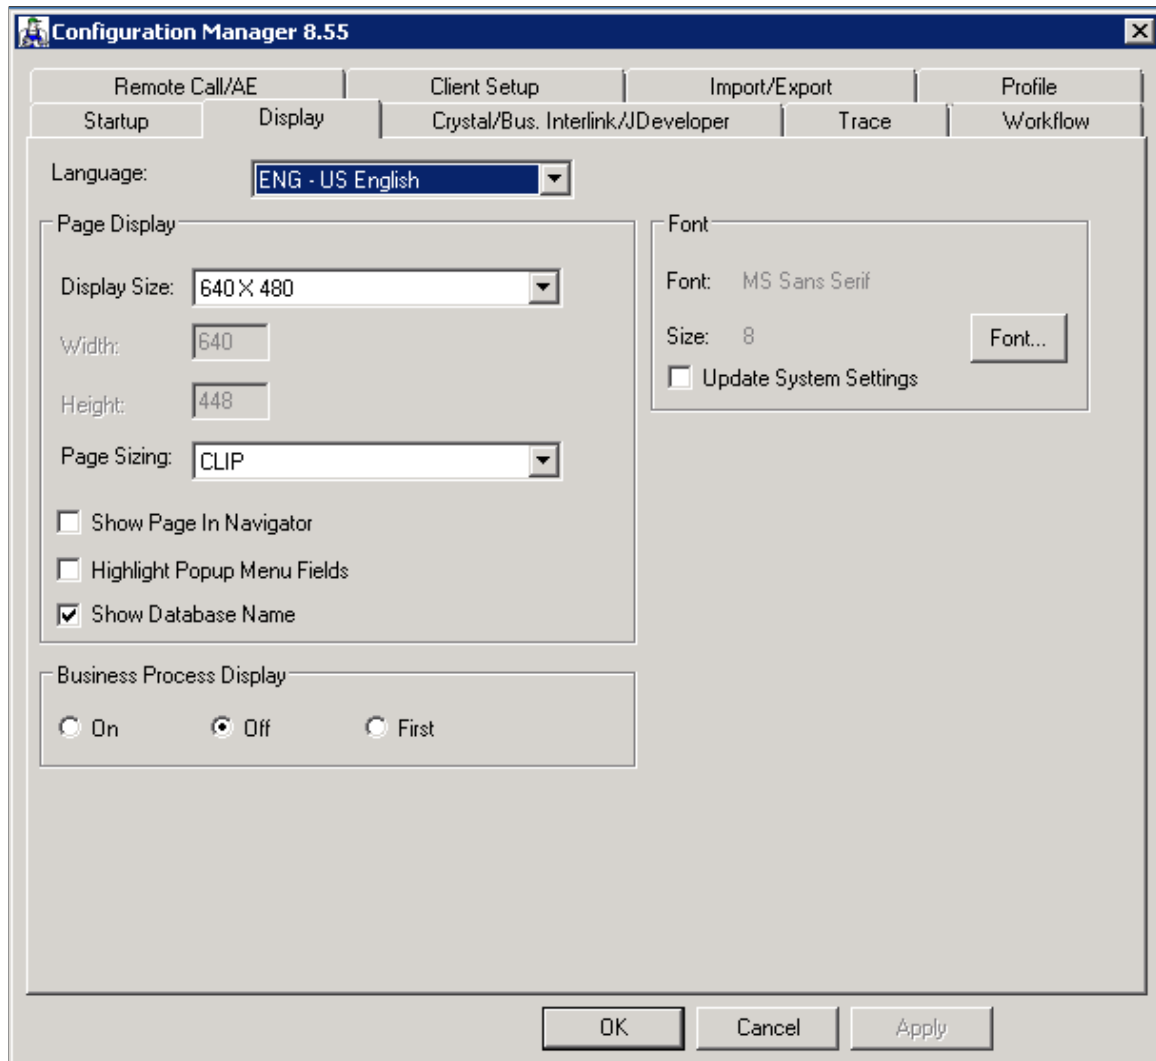 Configuration Manager 8.55
Remote Call/AE
Client Setup
Import/Export
Profile
Startup
Display
Crystal/Bus. Interlink/JDeveloper
Trace
Workflow
Language:
ENG - US English
Page Display
Display Size:
640 X 480
Width:
640
Height:
448
Page Sizing:
CLIP
Show Page In Navigator
Highlight Popup Menu Fields
Show Database Name
Font
Font:
MS Sans Serif
Size:
8
Font...
Update System Settings
Business Process Display
On
Off
First
OK
Cancel
Apply